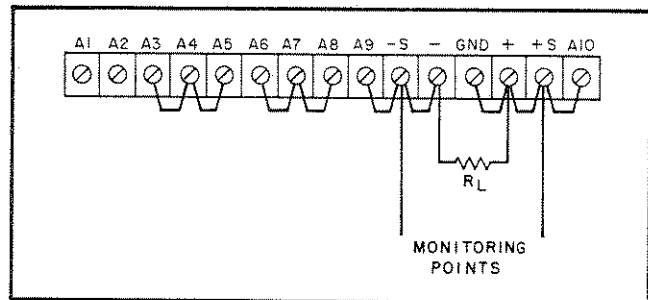 A1 A2 A3 A4 A5 A6 A7 A8 A9 -S - GND + +S A10
RL
MONITORING
POINTS